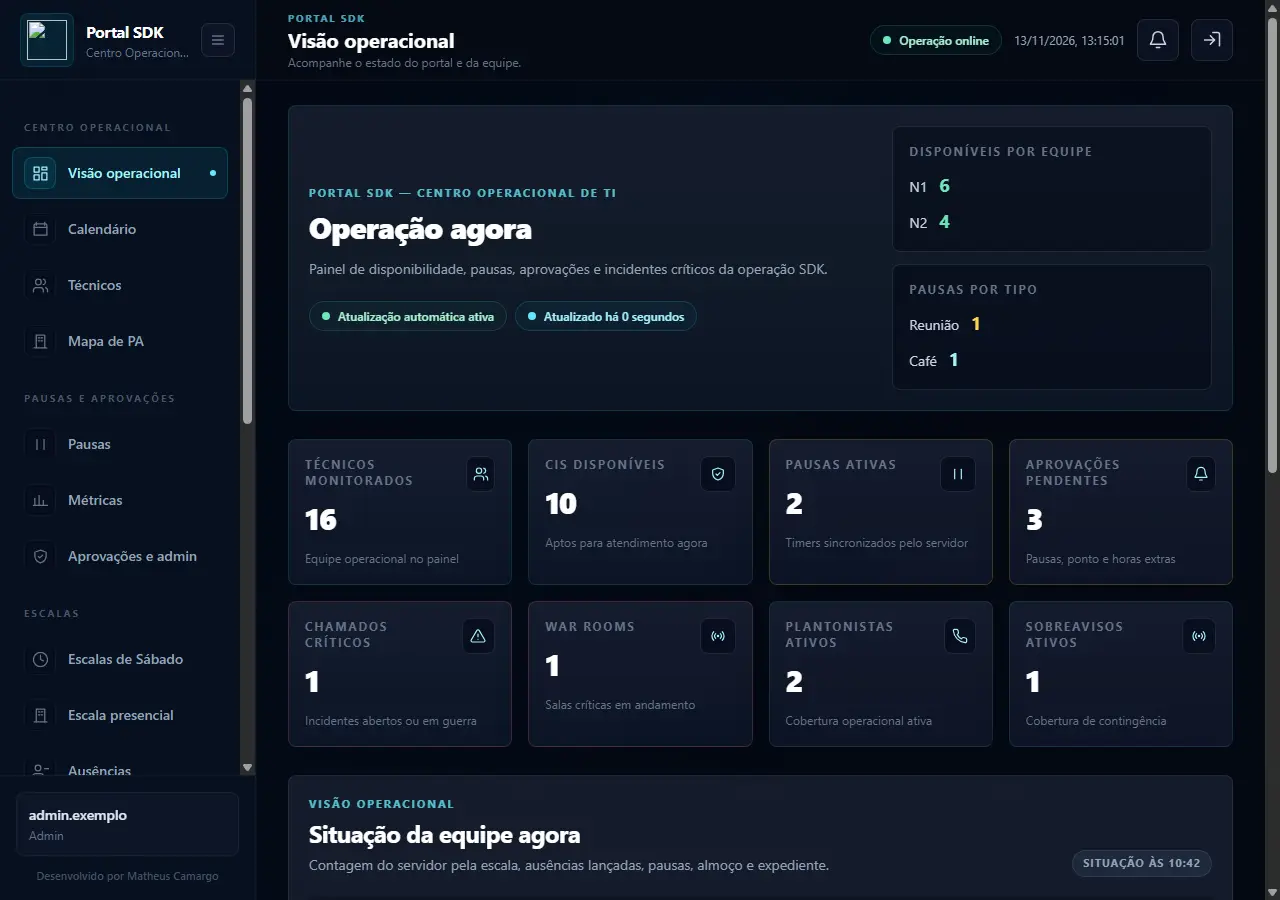 Portal SDK
Centro Operacion...
CENTRO OPERACIONAL
Visão operacional
Calendário
Técnicos
Mapa de PA
PAUSAS E APROVAÇÕES
Pausas
Métricas
Aprovações e admin
ESCALAS
Escalas de Sábado
Escala presencial
Ausências
admin.exemplo
Admin
Desenvolvido por Matheus Camargo
PORTAL SDK
Visão operacional
Acompanhe o estado do portal e da equipe.
Operação online
13/11/2026, 13:15:01
PORTAL SDK — CENTRO OPERACIONAL DE TI
Operação agora
Painel de disponibilidade, pausas, aprovações e incidentes críticos da operação SDK.
Atualização automática ativa
Atualizado há 0 segundos
DISPONÍVEIS POR EQUIPE
N1 6
N2 4
PAUSAS POR TIPO
Reunião 1
Café 1
TÉCNICOS
MONITORADOS
16
Equipe operacional no painel
CIS DISPONÍVEIS
10
Aptos para atendimento agora
PAUSAS ATIVAS
2
Timers sincronizados pelo servidor
APROVAÇÕES
PENDENTES
3
Pausas, ponto e horas extras
CHAMADOS
CRÍTICOS
1
Incidentes abertos ou em guerra
WAR ROOMS
1
Salas críticas em andamento
PLANTONISTAS
ATIVOS
2
Cobertura operacional ativa
SOBREAVISOS
ATIVOS
1
Cobertura de contingência
VISÃO OPERACIONAL
Situação da equipe agora
Contagem do servidor pela escala, ausências lançadas, pausas, almoço e expediente.
SITUAÇÃO ÀS 10:42